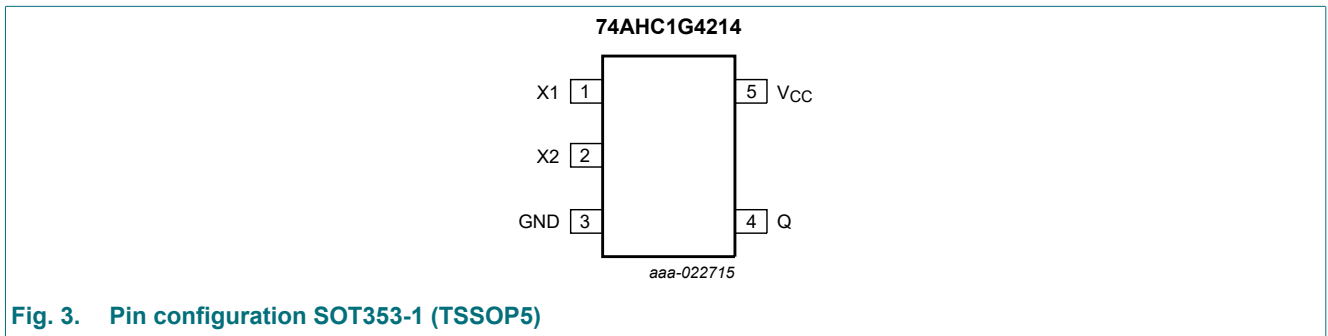 74AHC1G4214
X1 1
5 VCC
X2 2
GND 3
4 Q
aaa-022715
Fig. 3. Pin configuration SOT353-1 (TSSOP5)